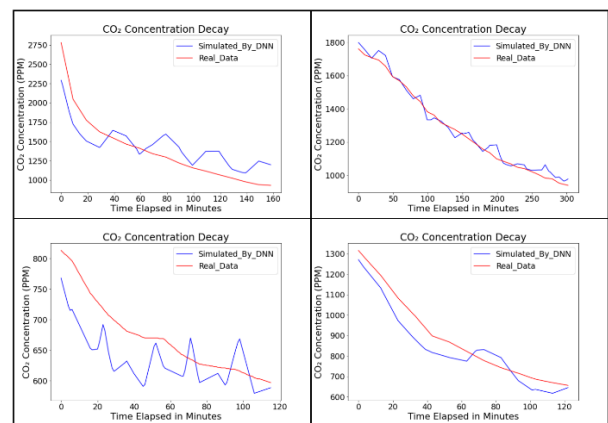 CO₂ Concentration Decay
CO₂ Concentration (PPM)
2750
2500
2250
2000
1750
1500
1250
1000
0 20 40 60 80 100 120 140 160
Time Elapsed in Minutes
Simulated_By_DNN
Real_Data
CO₂ Concentration Decay
CO₂ Concentration (PPM)
1800
1600
1400
1200
1000
0 50 100 150 200 250 300
Time Elapsed in Minutes
Simulated_By_DNN
Real_Data
CO₂ Concentration Decay
CO₂ Concentration (PPM)
800
750
700
650
600
0 20 40 60 80 100 120
Time Elapsed in Minutes
Simulated_By_DNN
Real_Data
CO₂ Concentration Decay
CO₂ Concentration (PPM)
1300
1200
1100
1000
900
800
700
600
0 20 40 60 80 100 120
Time Elapsed in Minutes
Simulated_By_DNN
Real_Data